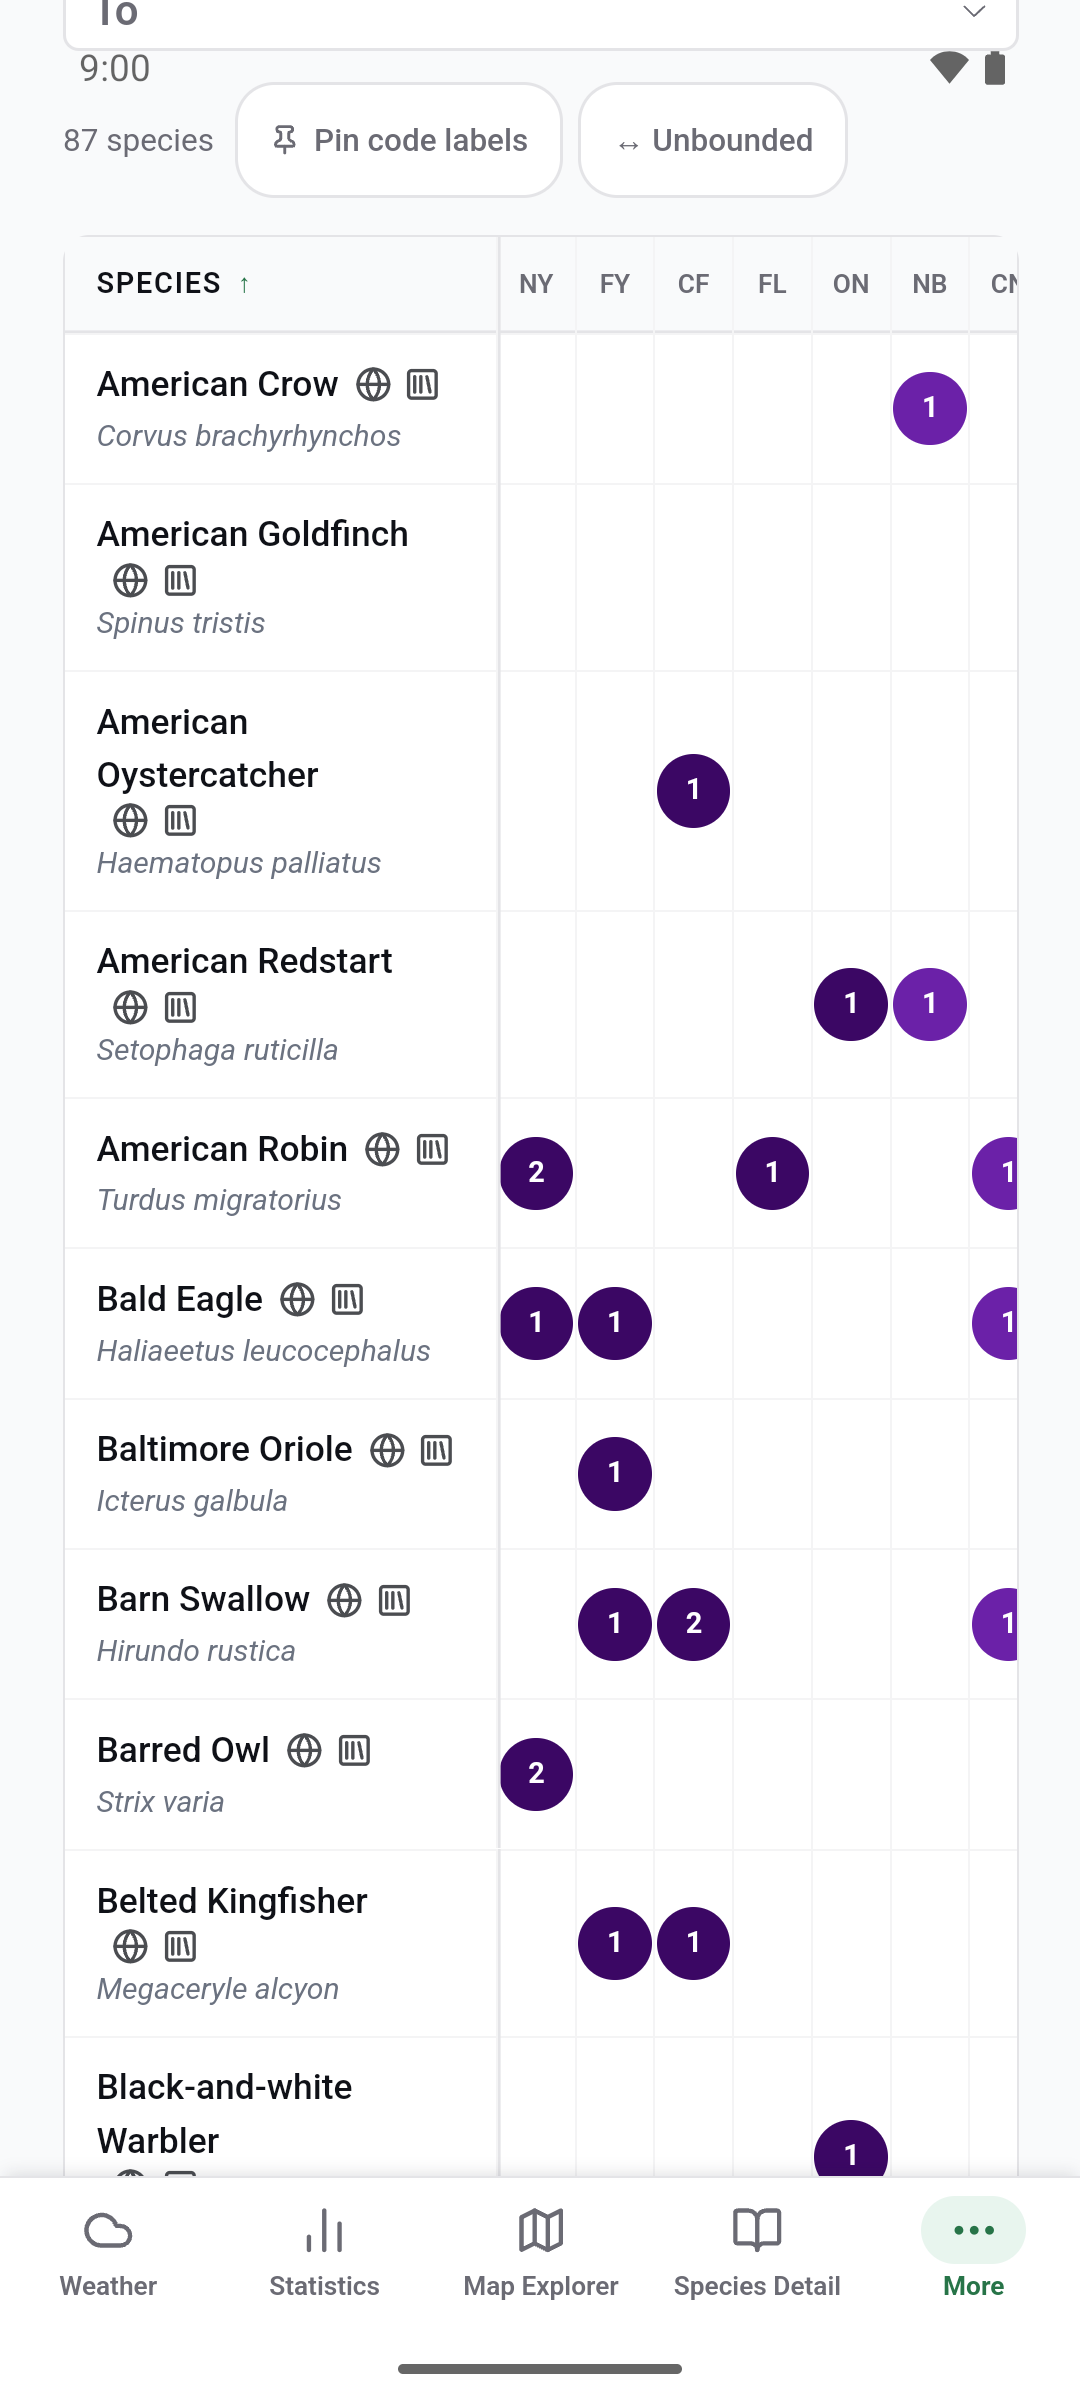 To
9:00
87 species Pin code labels ↔ Unbounded
SPECIES ↑ NY FY CF FL ON NB
American Crow 1
Corvus brachyrhynchos
American Goldfinch
Spinus tristis
American
Oystercatcher
1
Haematopus palliatus
American Redstart
1 1
Setophaga ruticilla
American Robin 2 1 1
Turdus migratorius
Bald Eagle 1 1 1
Haliaeetus leucocephalus
Baltimore Oriole 1
Icterus galbula
Barn Swallow 1 2 1
Hirundo rustica
Barred Owl 2
Strix varia
Belted Kingfisher
1 1
Megaceryle alcyon
Black-and-white
Warbler
1
Weather Statistics Map Explorer Species Detail More